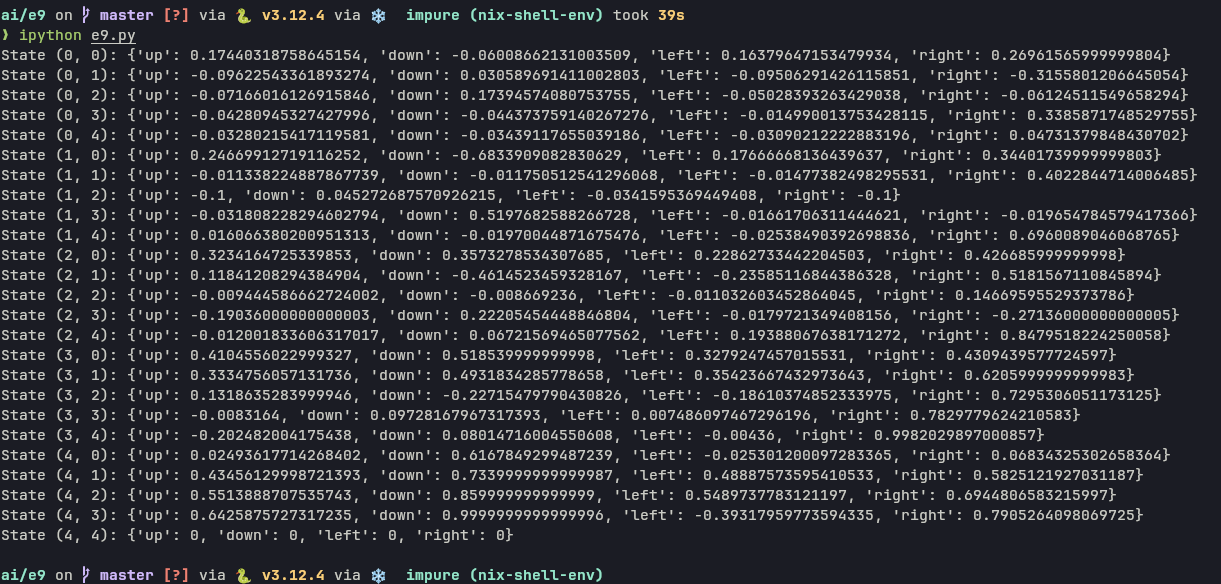 ai/e9 on master [?] via 🐍 v3.12.4 via ❄️ impure (nix-shell-env) took 39s
❯ ipython e9.py
State (0, 0): {'up': 0.17440318758645154, 'down': -0.06008662131003509, 'left': 0.16379647153479934, 'right': 0.26961565999999804}
State (0, 1): {'up': -0.09622543361893274, 'down': 0.030589691411002803, 'left': -0.09506291426115851, 'right': -0.3155801206645054}
State (0, 2): {'up': -0.07166016126915846, 'down': 0.17394574080753755, 'left': -0.05028393263429038, 'right': -0.06124511549658294}
State (0, 3): {'up': -0.04280945327427996, 'down': -0.044373759140267276, 'left': -0.014990013753428115, 'right': 0.3385871748529755}
State (0, 4): {'up': -0.03280215417119581, 'down': -0.03439117655039186, 'left': -0.03090212222883196, 'right': 0.04731379848430702}
State (1, 0): {'up': 0.24669912719116252, 'down': -0.6833909082830629, 'left': 0.17666668136439637, 'right': 0.34401739999999803}
State (1, 1): {'up': -0.011338224887867739, 'down': -0.011750512541296068, 'left': -0.01477382498295531, 'right': 0.4022844714006485}
State (1, 2): {'up': -0.1, 'down': 0.045272687570926215, 'left': -0.0341595369449408, 'right': -0.1}
State (1, 3): {'up': -0.031808228294602794, 'down': 0.5197682588266728, 'left': -0.01661706311444621, 'right': -0.019654784579417366}
State (1, 4): {'up': 0.016066380200951313, 'down': -0.01970044871675476, 'left': -0.02538490392698836, 'right': 0.6960089046068765}
State (2, 0): {'up': 0.3234164725339853, 'down': 0.3573278534307685, 'left': 0.22862733442204503, 'right': 0.426685999999998}
State (2, 1): {'up': 0.11841208294384904, 'down': -0.4614523459328167, 'left': -0.23585116844386328, 'right': 0.5181567110845894}
State (2, 2): {'up': -0.009444586662724002, 'down': -0.008669236, 'left': -0.011032603452864045, 'right': 0.14669595529373786}
State (2, 3): {'up': -0.19036000000000003, 'down': 0.22205454448846804, 'left': -0.0179721349408156, 'right': -0.27136000000000005}
State (2, 4): {'up': -0.012001833606317017, 'down': 0.06721569465077562, 'left': 0.19388067638171272, 'right': 0.8479518224250058}
State (3, 0): {'up': 0.4104556022999327, 'down': 0.518539999999998, 'left': 0.3279247457015531, 'right': 0.4309439577724597}
State (3, 1): {'up': 0.3334756057131736, 'down': 0.4931834285778658, 'left': 0.35423667432973643, 'right': 0.6205999999999983}
State (3, 2): {'up': 0.1318635283999946, 'down': -0.22715479790430826, 'left': -0.18610374852333975, 'right': 0.7295306051173125}
State (3, 3): {'up': -0.0083164, 'down': 0.09728167967317393, 'left': 0.007486097467296196, 'right': 0.7829779624210583}
State (3, 4): {'up': -0.202482004175438, 'down': 0.08014716004550608, 'left': -0.00436, 'right': 0.9982029897000857}
State (4, 0): {'up': 0.02493617714268402, 'down': 0.6167849299487239, 'left': -0.025301200097283365, 'right': 0.06834325302658364}
State (4, 1): {'up': 0.43456129998721393, 'down': 0.7339999999999987, 'left': 0.48887573595410533, 'right': 0.5825121927031187}
State (4, 2): {'up': 0.5513888707535743, 'down': 0.859999999999999, 'left': 0.5489737783121197, 'right': 0.6944806583215997}
State (4, 3): {'up': 0.6425875727317235, 'down': 0.9999999999999996, 'left': -0.39317959773594335, 'right': 0.7905264098069725}
State (4, 4): {'up': 0, 'down': 0, 'left': 0, 'right': 0}
ai/e9 on master [?] via 🐍 v3.12.4 via ❄️ impure (nix-shell-env)